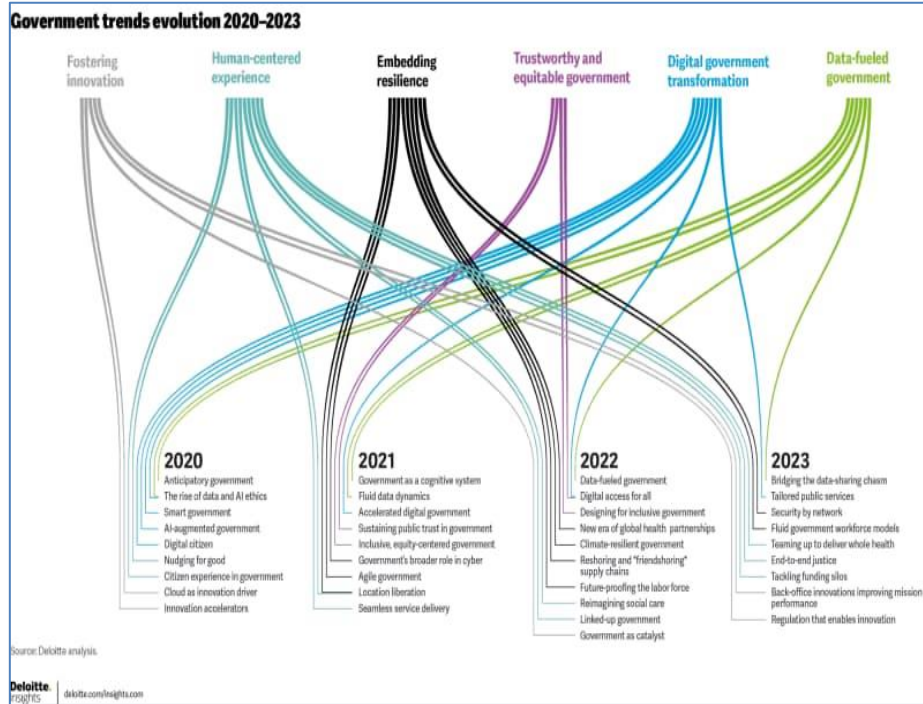 Government trends evolution 2020–2023
Fostering
innovation
Human-centered
experience
Embedding
resilience
Trustworthy and
equitable government
Digital government
transformation
Data-fueled
government
2020
Anticipatory government
The rise of data and AI ethics
Smart government
AI-augmented government
Digital citizen
Nudging for good
Citizen experience in government
Cloud as innovation driver
Innovation accelerators
2021
Government as a cognitive system
Fluid data dynamics
Accelerated digital government
Sustaining public trust in government
Inclusive, equity-centered government
Government's broader role in cyber
Agile government
Location liberation
Seamless service delivery
2022
Data-fueled government
Digital access for all
Designing for inclusive government
New era of global health partnerships
Climate-resilient government
Reshoring and "friendshoring"
supply chains
Future-proofing the labor force
Reimagining social care
Linked-up government
Government as catalyst
2023
Bridging the data-sharing chasm
Tailored public services
Security by network
Fluid government workforce models
Teaming up to deliver whole health
End-to-end justice
Tackling funding silos
Back-office innovations improving mission
performance
Regulation that enables innovation
Source: Deloitte analysis.
Deloitte.
Insights
deloitte.com/insights.com